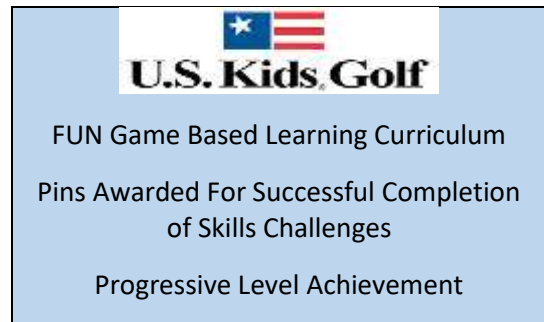 U.S. Kids Golf
FUN Game Based Learning Curriculum
Pins Awarded For Successful Completion
of Skills Challenges
Progressive Level Achievement